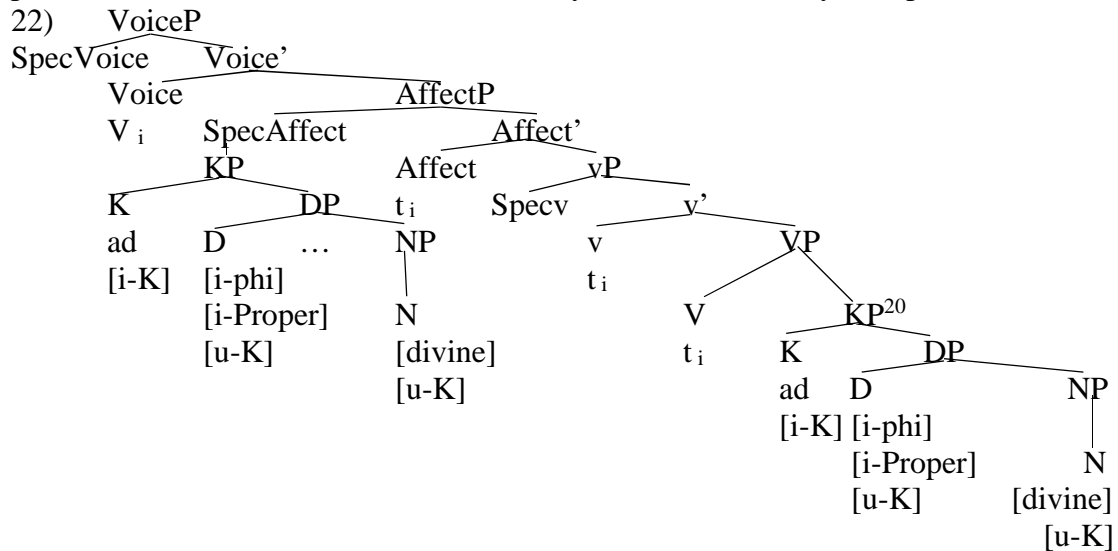 22) VoiceP
SpecVoice Voice’
Voice AffectP
V i SpecAffect Affect’
KP Affect vP
K DP t i Specv v’
ad D … NP v VP
[i-K] [i-phi] t i
[i-Proper] N V KP20
[u-K] [divine] t i K DP
[u-K] ad D NP
[i-K] [i-phi]
[i-Proper] N
[u-K] [divine]
[u-K]